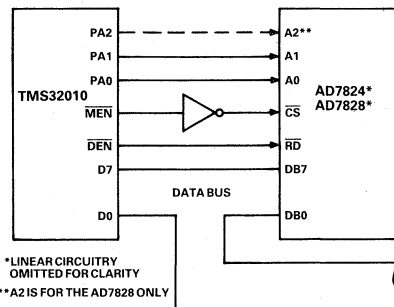 PA2
A2**
PA1
A1
PA0
A0
TMS32010
AD7824*
AD7828*
MEN
CS
DEN
RD
D7
DB7
DATA BUS
D0
DB0
*LINEAR CIRCUITRY
OMITTED FOR CLARITY
**A2 IS FOR THE AD7828 ONLY